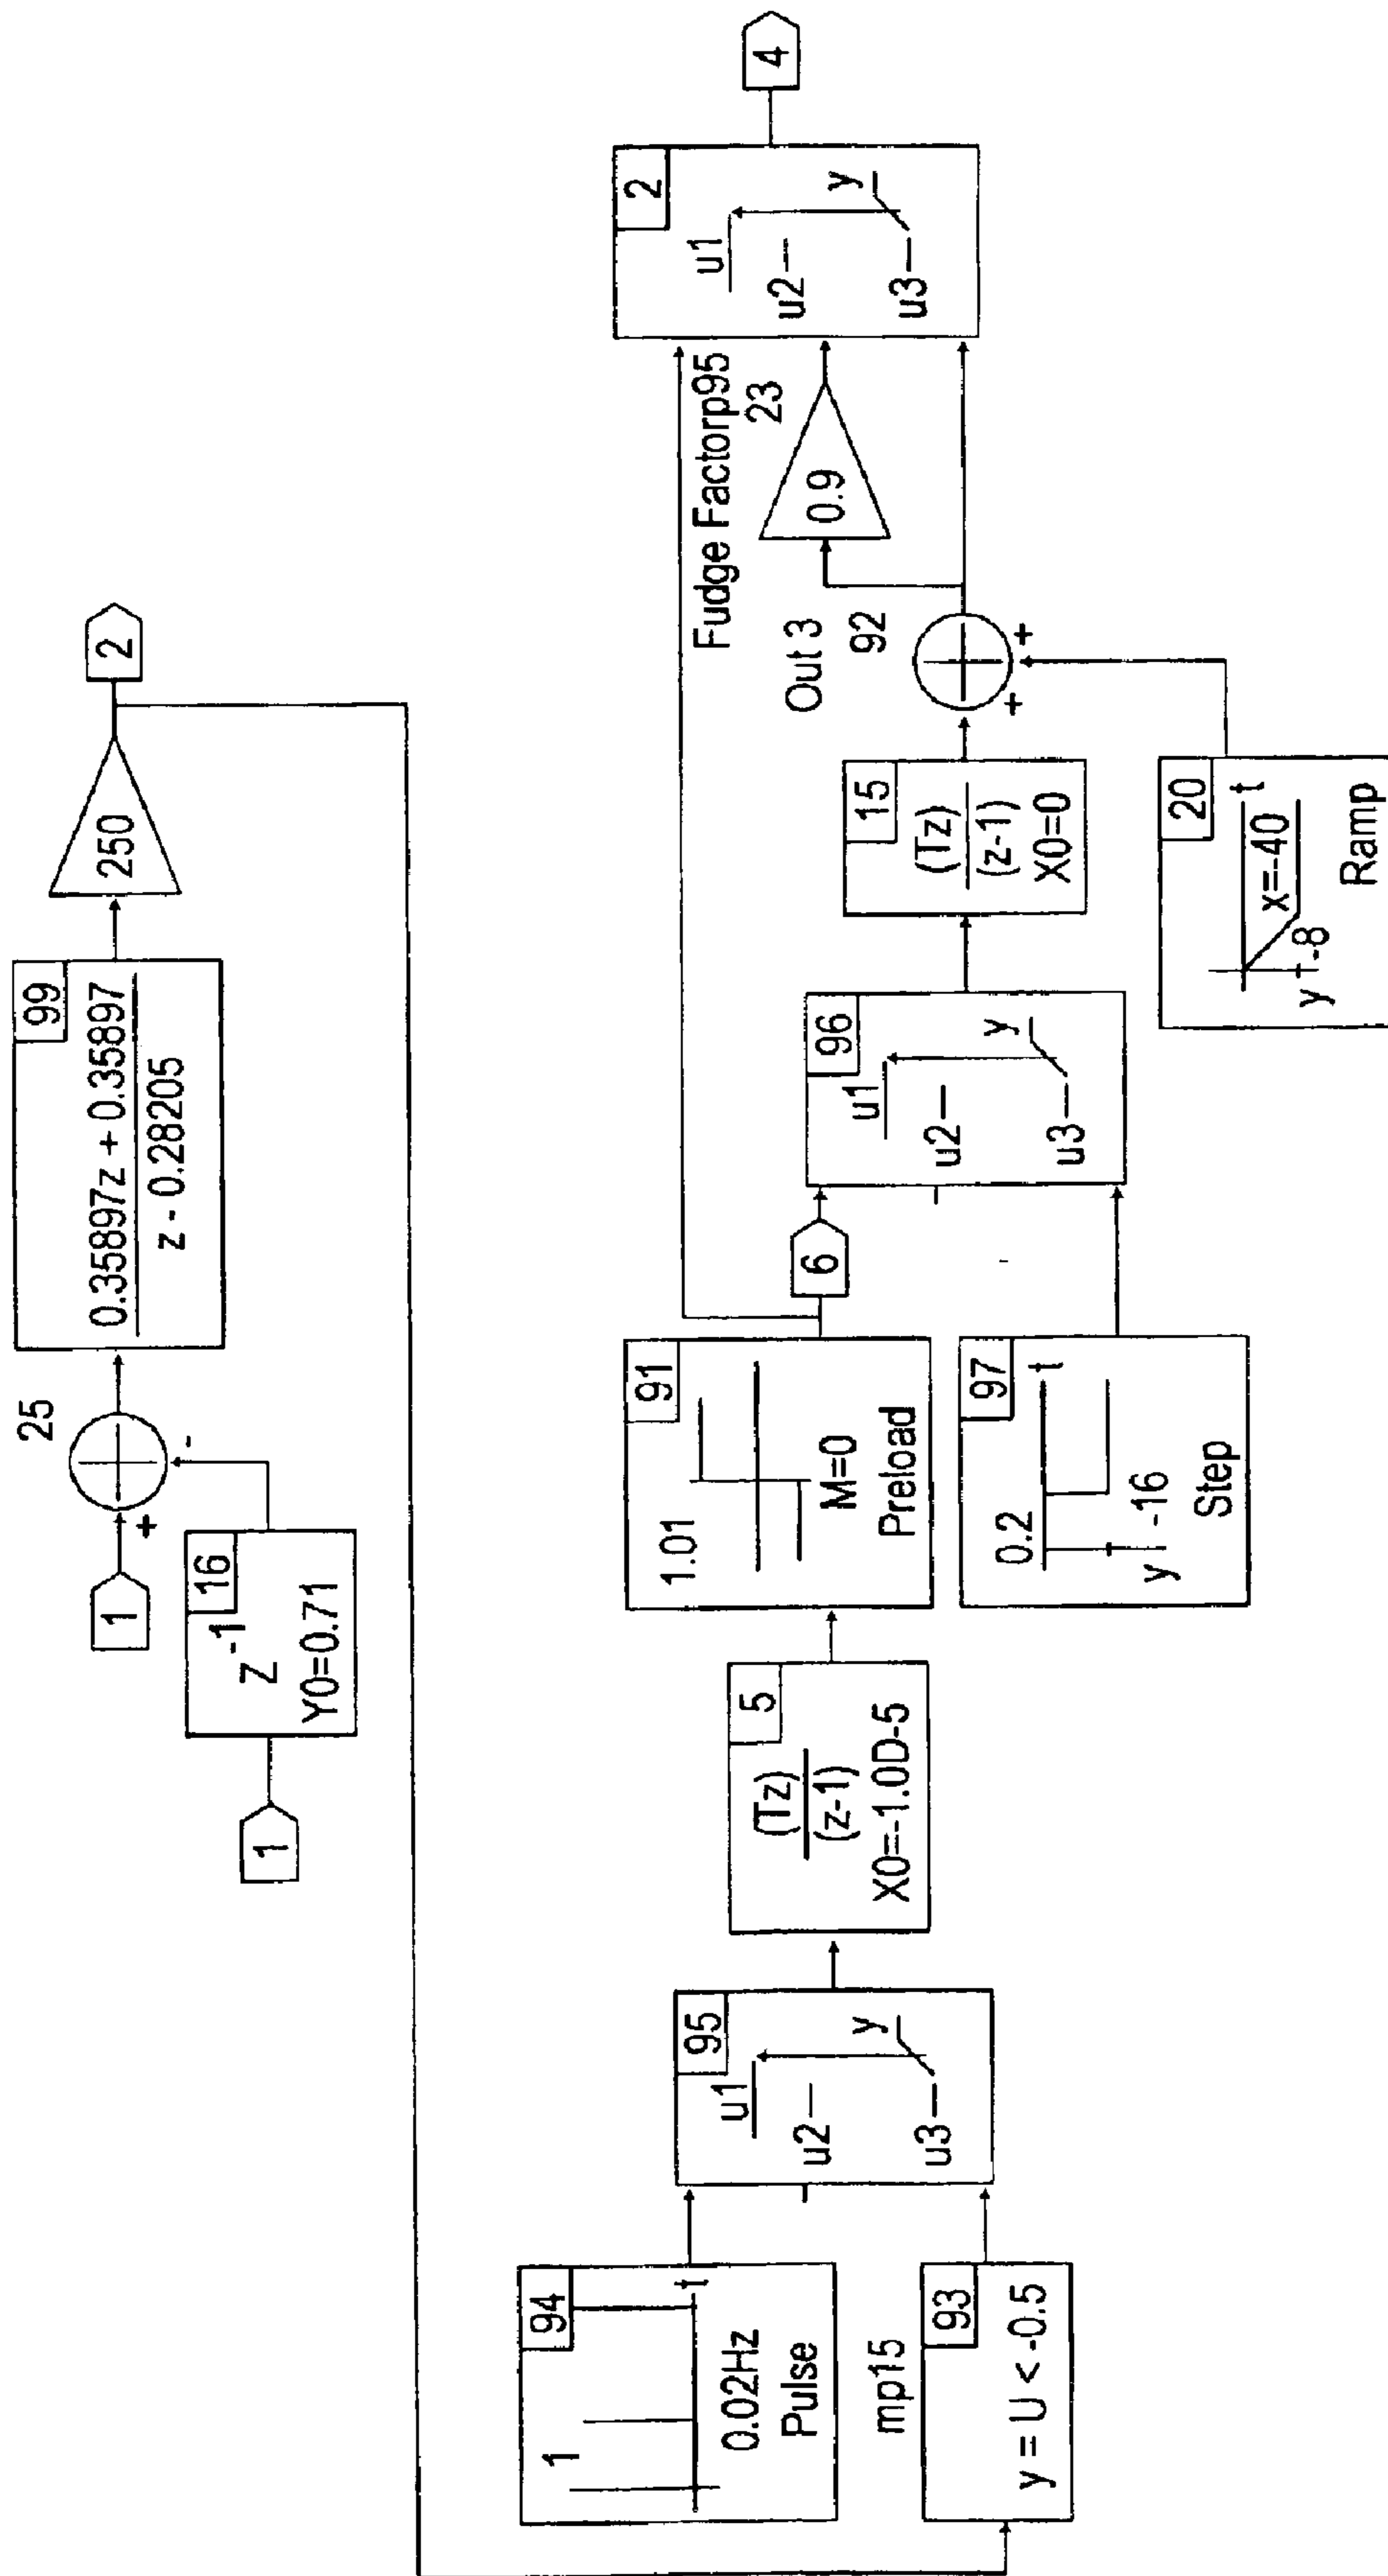 1
+
-
25
1
16
Z^-1
Y0=0.71
99
0.35897z + 0.35897
z - 0.28205
250
2
94
1
t
0.02Hz
Pulse
mp15
93
y = U < -0.5
95
u1
u2
y
u3
5
(Tz)
(z-1)
X0=-1.0D-5
91
1.01
M=0
Preload
97
0.2
t
y
-16
Step
6
96
u1
u2
y
u3
15
(Tz)
(z-1)
X0=0
20
t
x=-40
y
-8
Ramp
Out 3
92
+
+
Fudge Factorp95
23
0.9
2
u1
u2
y
u3
4